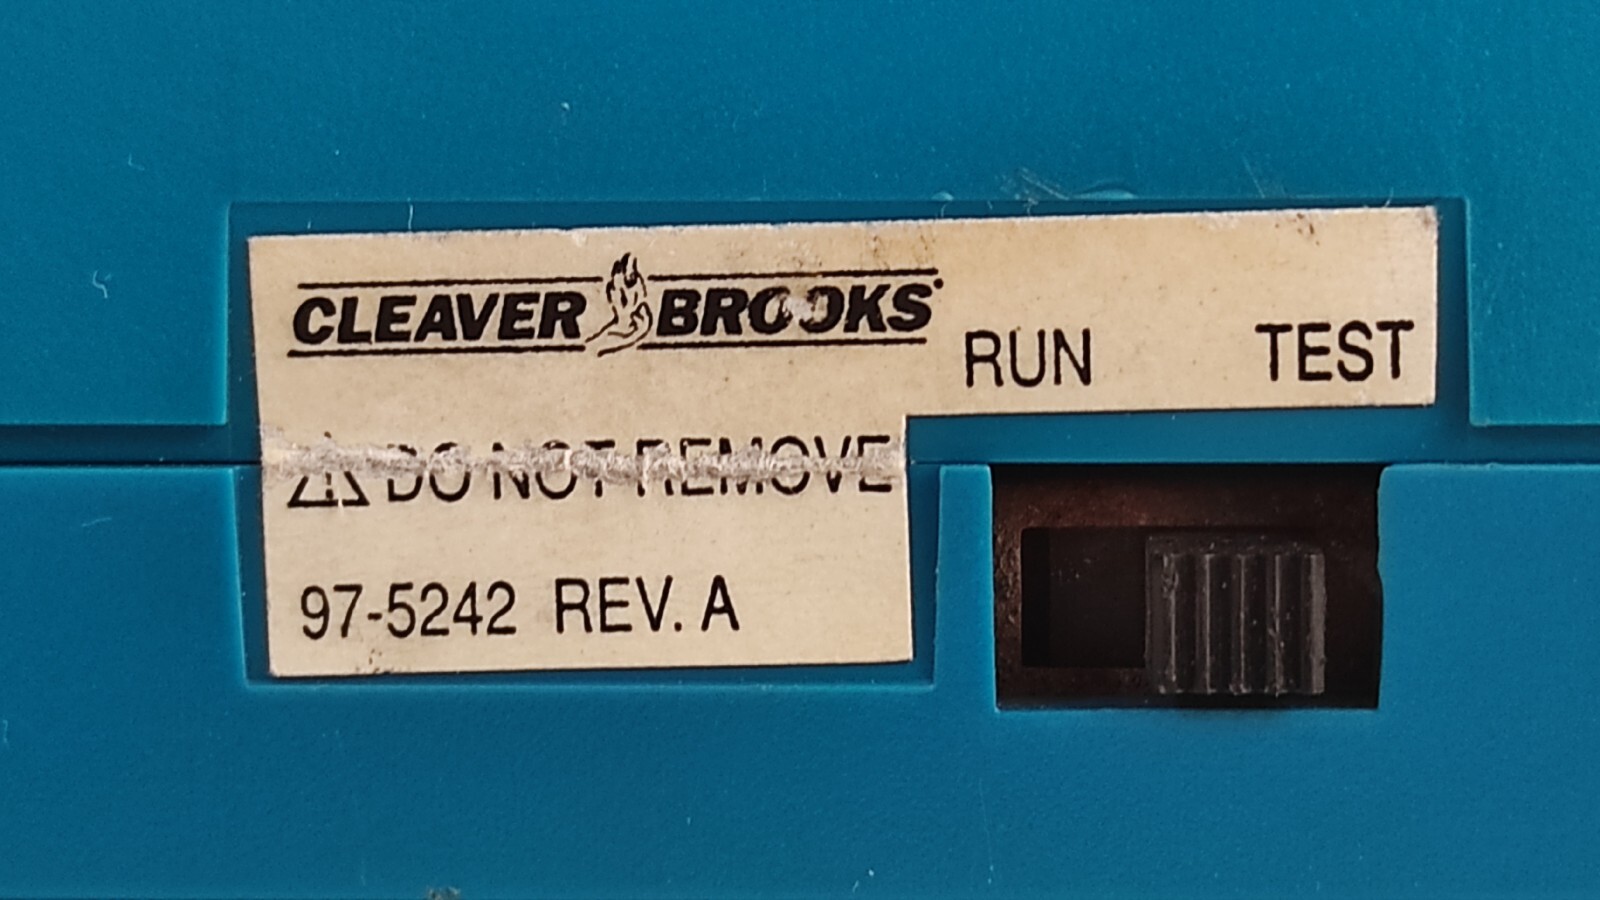 CLEAVER BROOKS
RUN TEST
⚠ DO NOT REMOVE
97-5242 REV. A